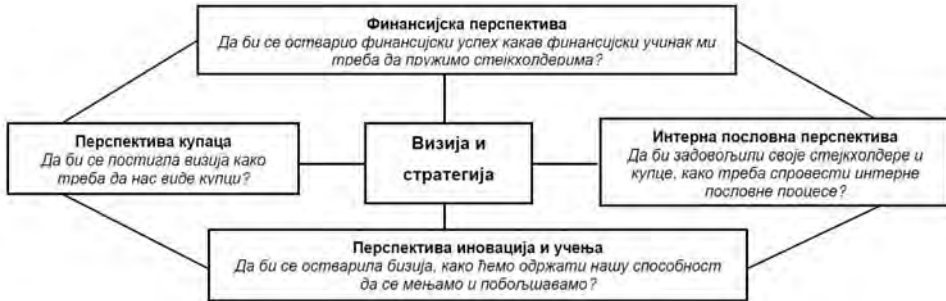 Финансијска перспектива
Да би се остварио финансијски успех какав финансијски учинак ми
треба да пружимо стејкхолдерима?
Перспектива купаца
Да би се постигла визија како
треба да нас виде купци?
Визија и
стратегија
Интерна пословна перспектива
Да би задовољили своје стејкхолдере и
купце, како треба спровести интерне
пословне процесе?
Перспектива иновација и учења
Да би се остварила бизија, како ћемо одржати нашу способност
да се мењамо и побољшавамо?